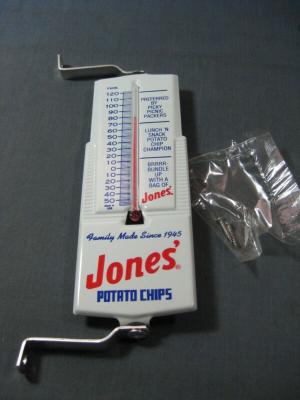 120
110
100
90
80
70
60
50
40
30
20
10
0
10
20
30
40
50
PREFERRED
BY
PICKY
PICNIC
PACKERS
LUNCH 'N
SNACK
POTATO
CHIP
CHAMPION
BRRRR-
BUNDLE
UP
WITH A
BAG OF
Jones'
Family Made Since 1945
Jones'®
POTATO CHIPS